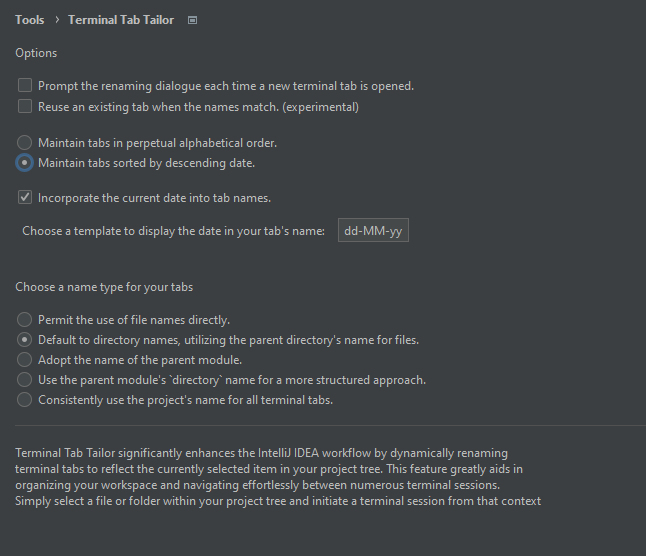 Tools › Terminal Tab Tailor
Options
Prompt the renaming dialogue each time a new terminal tab is opened.
Reuse an existing tab when the names match. (experimental)
Maintain tabs in perpetual alphabetical order.
Maintain tabs sorted by descending date.
Incorporate the current date into tab names.
Choose a template to display the date in your tab's name: dd-MM-yy
Choose a name type for your tabs
Permit the use of file names directly.
Default to directory names, utilizing the parent directory's name for files.
Adopt the name of the parent module.
Use the parent module's `directory` name for a more structured approach.
Consistently use the project's name for all terminal tabs.
Terminal Tab Tailor significantly enhances the IntelliJ IDEA workflow by dynamically renaming
terminal tabs to reflect the currently selected item in your project tree. This feature greatly aids in
organizing your workspace and navigating effortlessly between numerous terminal sessions.
Simply select a file or folder within your project tree and initiate a terminal session from that context